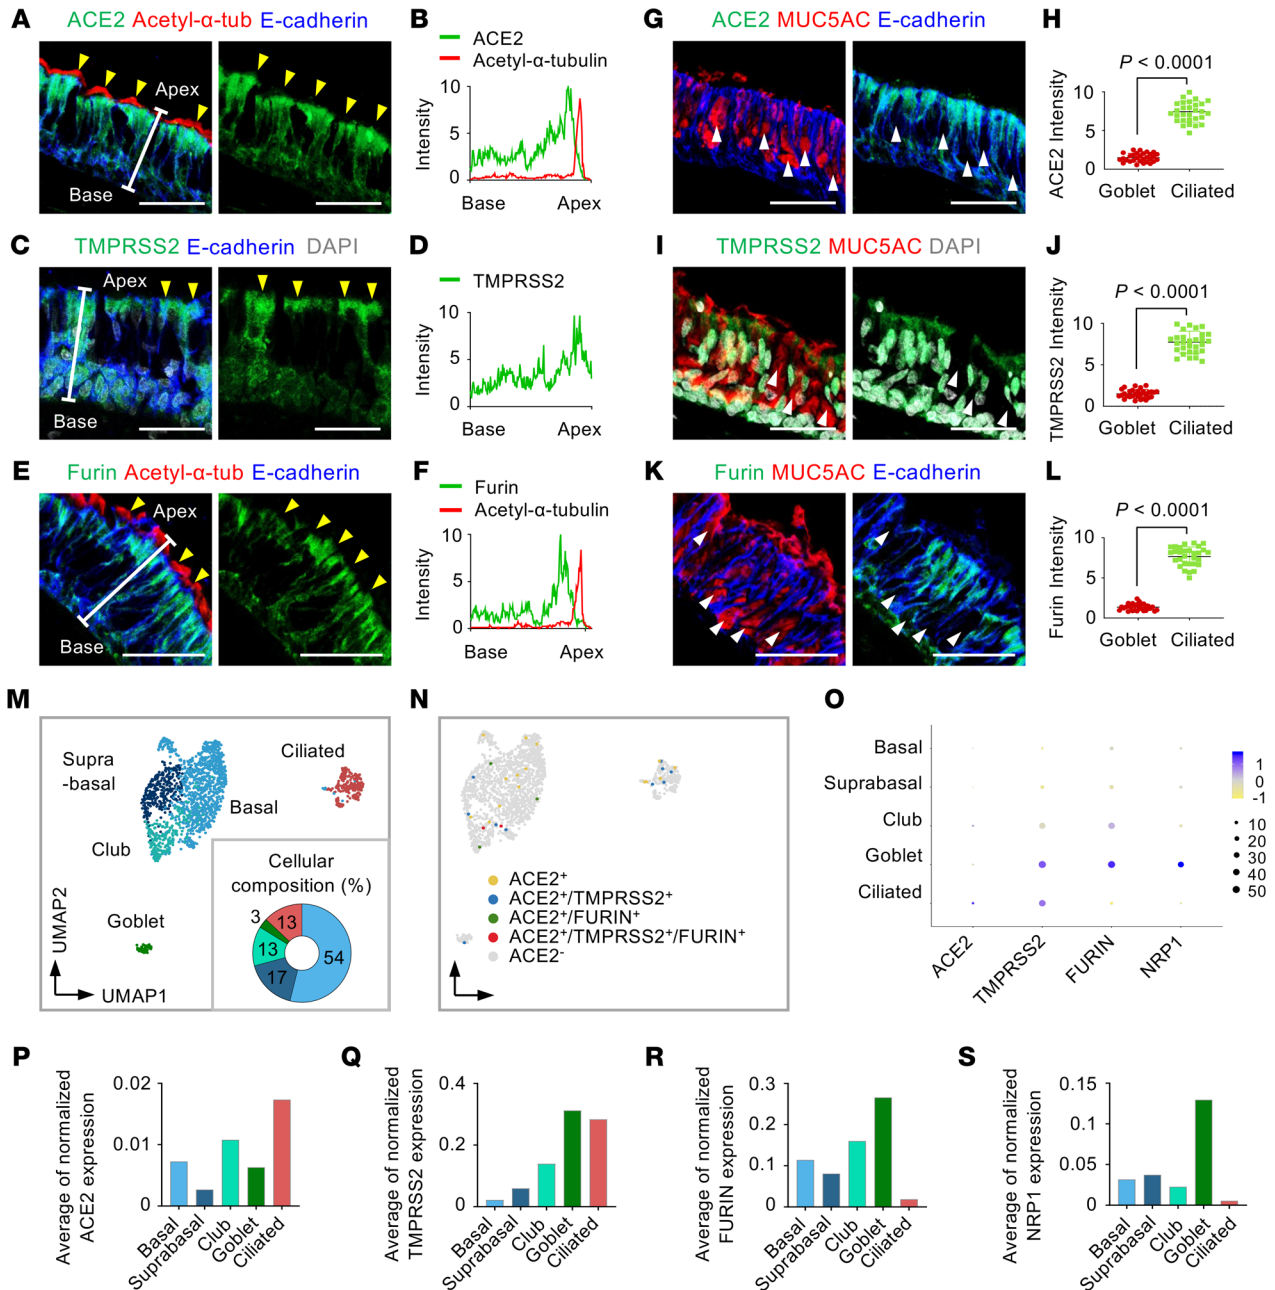 A
ACE2 Acetyl-α-tub E-cadherin
Apex
Base
B
ACE2
Acetyl-α-tubulin
Intensity
10
5
0
Base
Apex
G
ACE2 MUC5AC E-cadherin
H
P < 0.0001
ACE2 Intensity
10
5
0
Goblet
Ciliated
C
TMPRSS2 E-cadherin DAPI
Apex
Base
D
TMPRSS2
Intensity
10
5
0
Base
Apex
I
TMPRSS2 MUC5AC DAPI
J
P < 0.0001
TMPRSS2 Intensity
10
5
0
Goblet
Ciliated
E
Furin Acetyl-α-tub E-cadherin
Apex
Base
F
Furin
Acetyl-α-tubulin
Intensity
10
5
0
Base
Apex
K
Furin MUC5AC E-cadherin
L
P < 0.0001
Furin Intensity
10
5
0
Goblet
Ciliated
M
Supra
-basal
Ciliated
Basal
Club
Goblet
UMAP2
UMAP1
Cellular
composition (%)
3
13
13
17
54
N
ACE2+
ACE2+/TMPRSS2+
ACE2+/FURIN+
ACE2+/TMPRSS2+/FURIN+
ACE2-
O
Basal
Suprabasal
Club
Goblet
Ciliated
ACE2
TMPRSS2
FURIN
NRP1
1
0
-1
10
20
30
40
50
P
Average of normalized
ACE2 expression
0.02
0.01
0
Basal
Suprabasal
Club
Goblet
Ciliated
Q
Average of normalized
TMPRSS2 expression
0.4
0.2
0
Basal
Suprabasal
Club
Goblet
Ciliated
R
Average of normalized
FURIN expression
0.3
0.2
0.1
0
Basal
Suprabasal
Club
Goblet
Ciliated
S
Average of normalized
NRP1 expression
0.15
0.1
0.05
0
Basal
Suprabasal
Club
Goblet
Ciliated